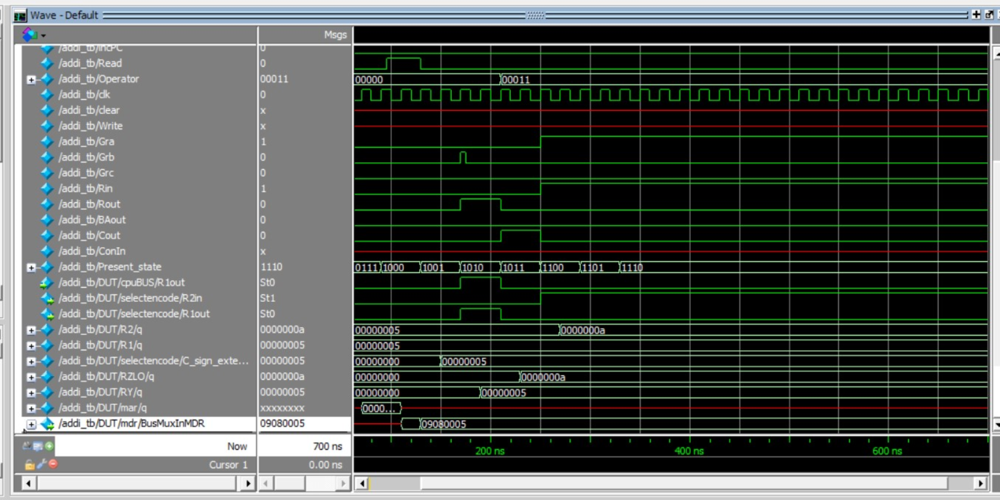 Wave - Default
Msgs
/addi_tb/IncPC 0
/addi_tb/Read 0
/addi_tb/Operator 00011 00000 00011
/addi_tb/clk 0
/addi_tb/clear x
/addi_tb/Write x
/addi_tb/Gra 1
/addi_tb/Grb 0
/addi_tb/Grc 0
/addi_tb/Rin 1
/addi_tb/Rout 0
/addi_tb/BAout 0
/addi_tb/Cout 0
/addi_tb/ConIn x
/addi_tb/Present_state 1110 0111 1000 1001 1010 1011 1100 1101 1110
/addi_tb/DUT/cpuBUS/R1out St0
/addi_tb/DUT/selectencode/R2in St1
/addi_tb/DUT/selectencode/R1out St0
/addi_tb/DUT/R2/q 0000000a 00000005 0000000a
/addi_tb/DUT/R1/q 00000005 00000005
/addi_tb/DUT/selectencode/C_sign_exte... 00000005 00000000 00000005
/addi_tb/DUT/RZLO/q 0000000a 00000000 0000000a
/addi_tb/DUT/RY/q 00000005 00000000 00000005
/addi_tb/DUT/mar/q xxxxxxxx 0000...
/addi_tb/DUT/mdr/BusMuxInMDR 09080005 09080005
Now 700 ns 200 ns 400 ns 600 ns
Cursor 1 0.00 ns